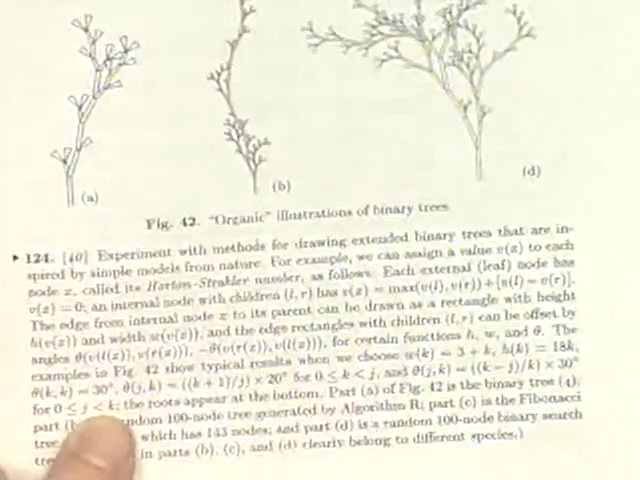 (a)
(b)
(d)
Fig. 42. "Organic" illustrations of binary trees.
▸ 124. [40] Experiment with methods for drawing extended binary trees that are in-
spired by simple models from nature. For example, we can assign a value v(x) to each
node x, called its Horton–Strahler number, as follows: Each external (leaf) node has
v(x) = 0; an internal node with children (l, r) has v(x) = max(v(l), v(r)) + [v(l) = v(r)].
The edge from internal node x to its parent can be drawn as a rectangle with height
h(v(x)) and width w(v(x)), and the edge rectangles with children (l, r) can be offset by
angles θ(v(l(x)), v(r(x))), −θ(v(r(x)), v(l(x))), for certain functions h, w, and θ. The
examples in Fig. 42 show typical results when we choose w(k) = 3 + k, h(k) = 18k,
θ(k, k) = 30°, θ(j, k) = ((k + 1)/j) × 20° for 0 ≤ k < j, and θ(j, k) = ((k − j)/k) × 30°
for 0 ≤ j < k; the roots appear at the bottom. Part (a) of Fig. 42 is the binary tree (4);
part (b random 100-node tree generated by Algorithm R; part (c) is the Fibonacci
tree which has 143 nodes; and part (d) is a random 100-node binary search
tree in parts (b), (c), and (d) clearly belong to different species.)